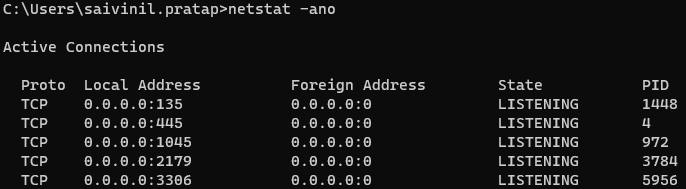 C:\Users\saivinil.pratap>netstat -ano
Active Connections
Proto  Local Address          Foreign Address        State           PID
TCP    0.0.0.0:135            0.0.0.0:0              LISTENING       1448
TCP    0.0.0.0:445            0.0.0.0:0              LISTENING       4
TCP    0.0.0.0:1045           0.0.0.0:0              LISTENING       972
TCP    0.0.0.0:2179           0.0.0.0:0              LISTENING       3784
TCP    0.0.0.0:3306           0.0.0.0:0              LISTENING       5956